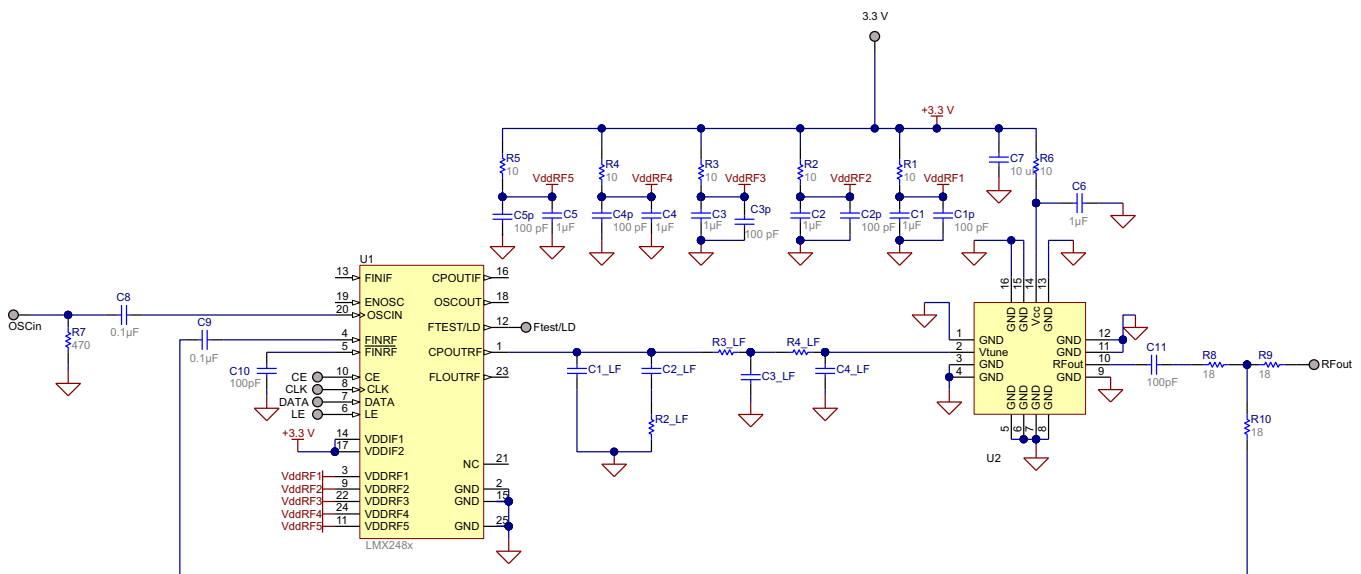 3.3 V
+3.3 V
R5
10
R4
10
R3
10
R2
10
R1
10
C7
10 u
R6
10
VddRF5
VddRF4
VddRF3
VddRF2
VddRF1
C6
1µF
C5p
100 pF
C5
1µF
C4p
100 pF
C4
1µF
C3
1µF
C3p
100 pF
C2
1µF
C2p
100 pF
C1
1µF
C1p
100 pF
U1
13 FINIF
CPOUTIF 16
19 ENOSC
OSCOUT 18
20 OSCIN
FTEST/LD 12
Ftest/LD
4 FINRF
5 FINRF
CPOUTRF 1
10 CE
FLOUTRF 23
8 CLK
7 DATA
6 LE
14 VDDIF1
17 VDDIF2
NC 21
3 VDDRF1
9 VDDRF2
GND 2
22 VDDRF3
GND 15
24 VDDRF4
11 VDDRF5
GND 25
LMX248x
OSCin
R7
470
C8
0.1µF
C9
0.1µF
C10
100pF
CE
CLK
DATA
LE
+3.3 V
VddRF1
VddRF2
VddRF3
VddRF4
VddRF5
C1_LF
C2_LF
R2_LF
R3_LF
C3_LF
R4_LF
C4_LF
16 15 14 13
GND GND Vcc GND
1 GND
2 Vtune
3 GND
4 GND
GND 12
GND 11
RFout 10
GND 9
GND GND GND GND
5 6 7 8
U2
C11
100pF
R8
18
R9
18
RFout
R10
18